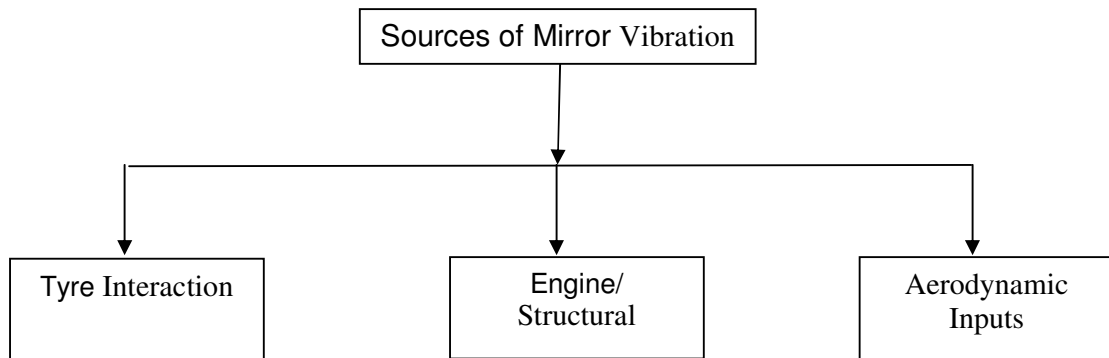 Sources of Mirror Vibration
Tyre Interaction
Engine/
Structural
Aerodynamic
Inputs